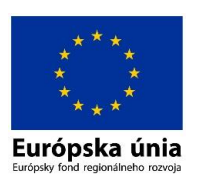 Európska únia
Európsky fond regionálneho rozvoja